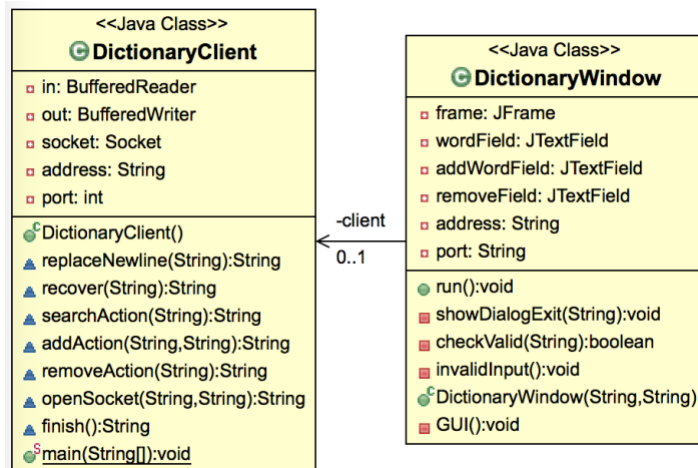 <<Java Class>>
DictionaryClient
in: BufferedReader
out: BufferedWriter
socket: Socket
address: String
port: int
DictionaryClient()
replaceNewline(String):String
recover(String):String
searchAction(String):String
addAction(String,String):String
removeAction(String):String
openSocket(String,String):String
finish():String
main(String[]):void
-client
0..1
<<Java Class>>
DictionaryWindow
frame: JFrame
wordField: JTextField
addWordField: JTextField
removeField: JTextField
address: String
port: String
run():void
showDialogExit(String):void
checkValid(String):boolean
invalidInput():void
DictionaryWindow(String,String)
GUI():void